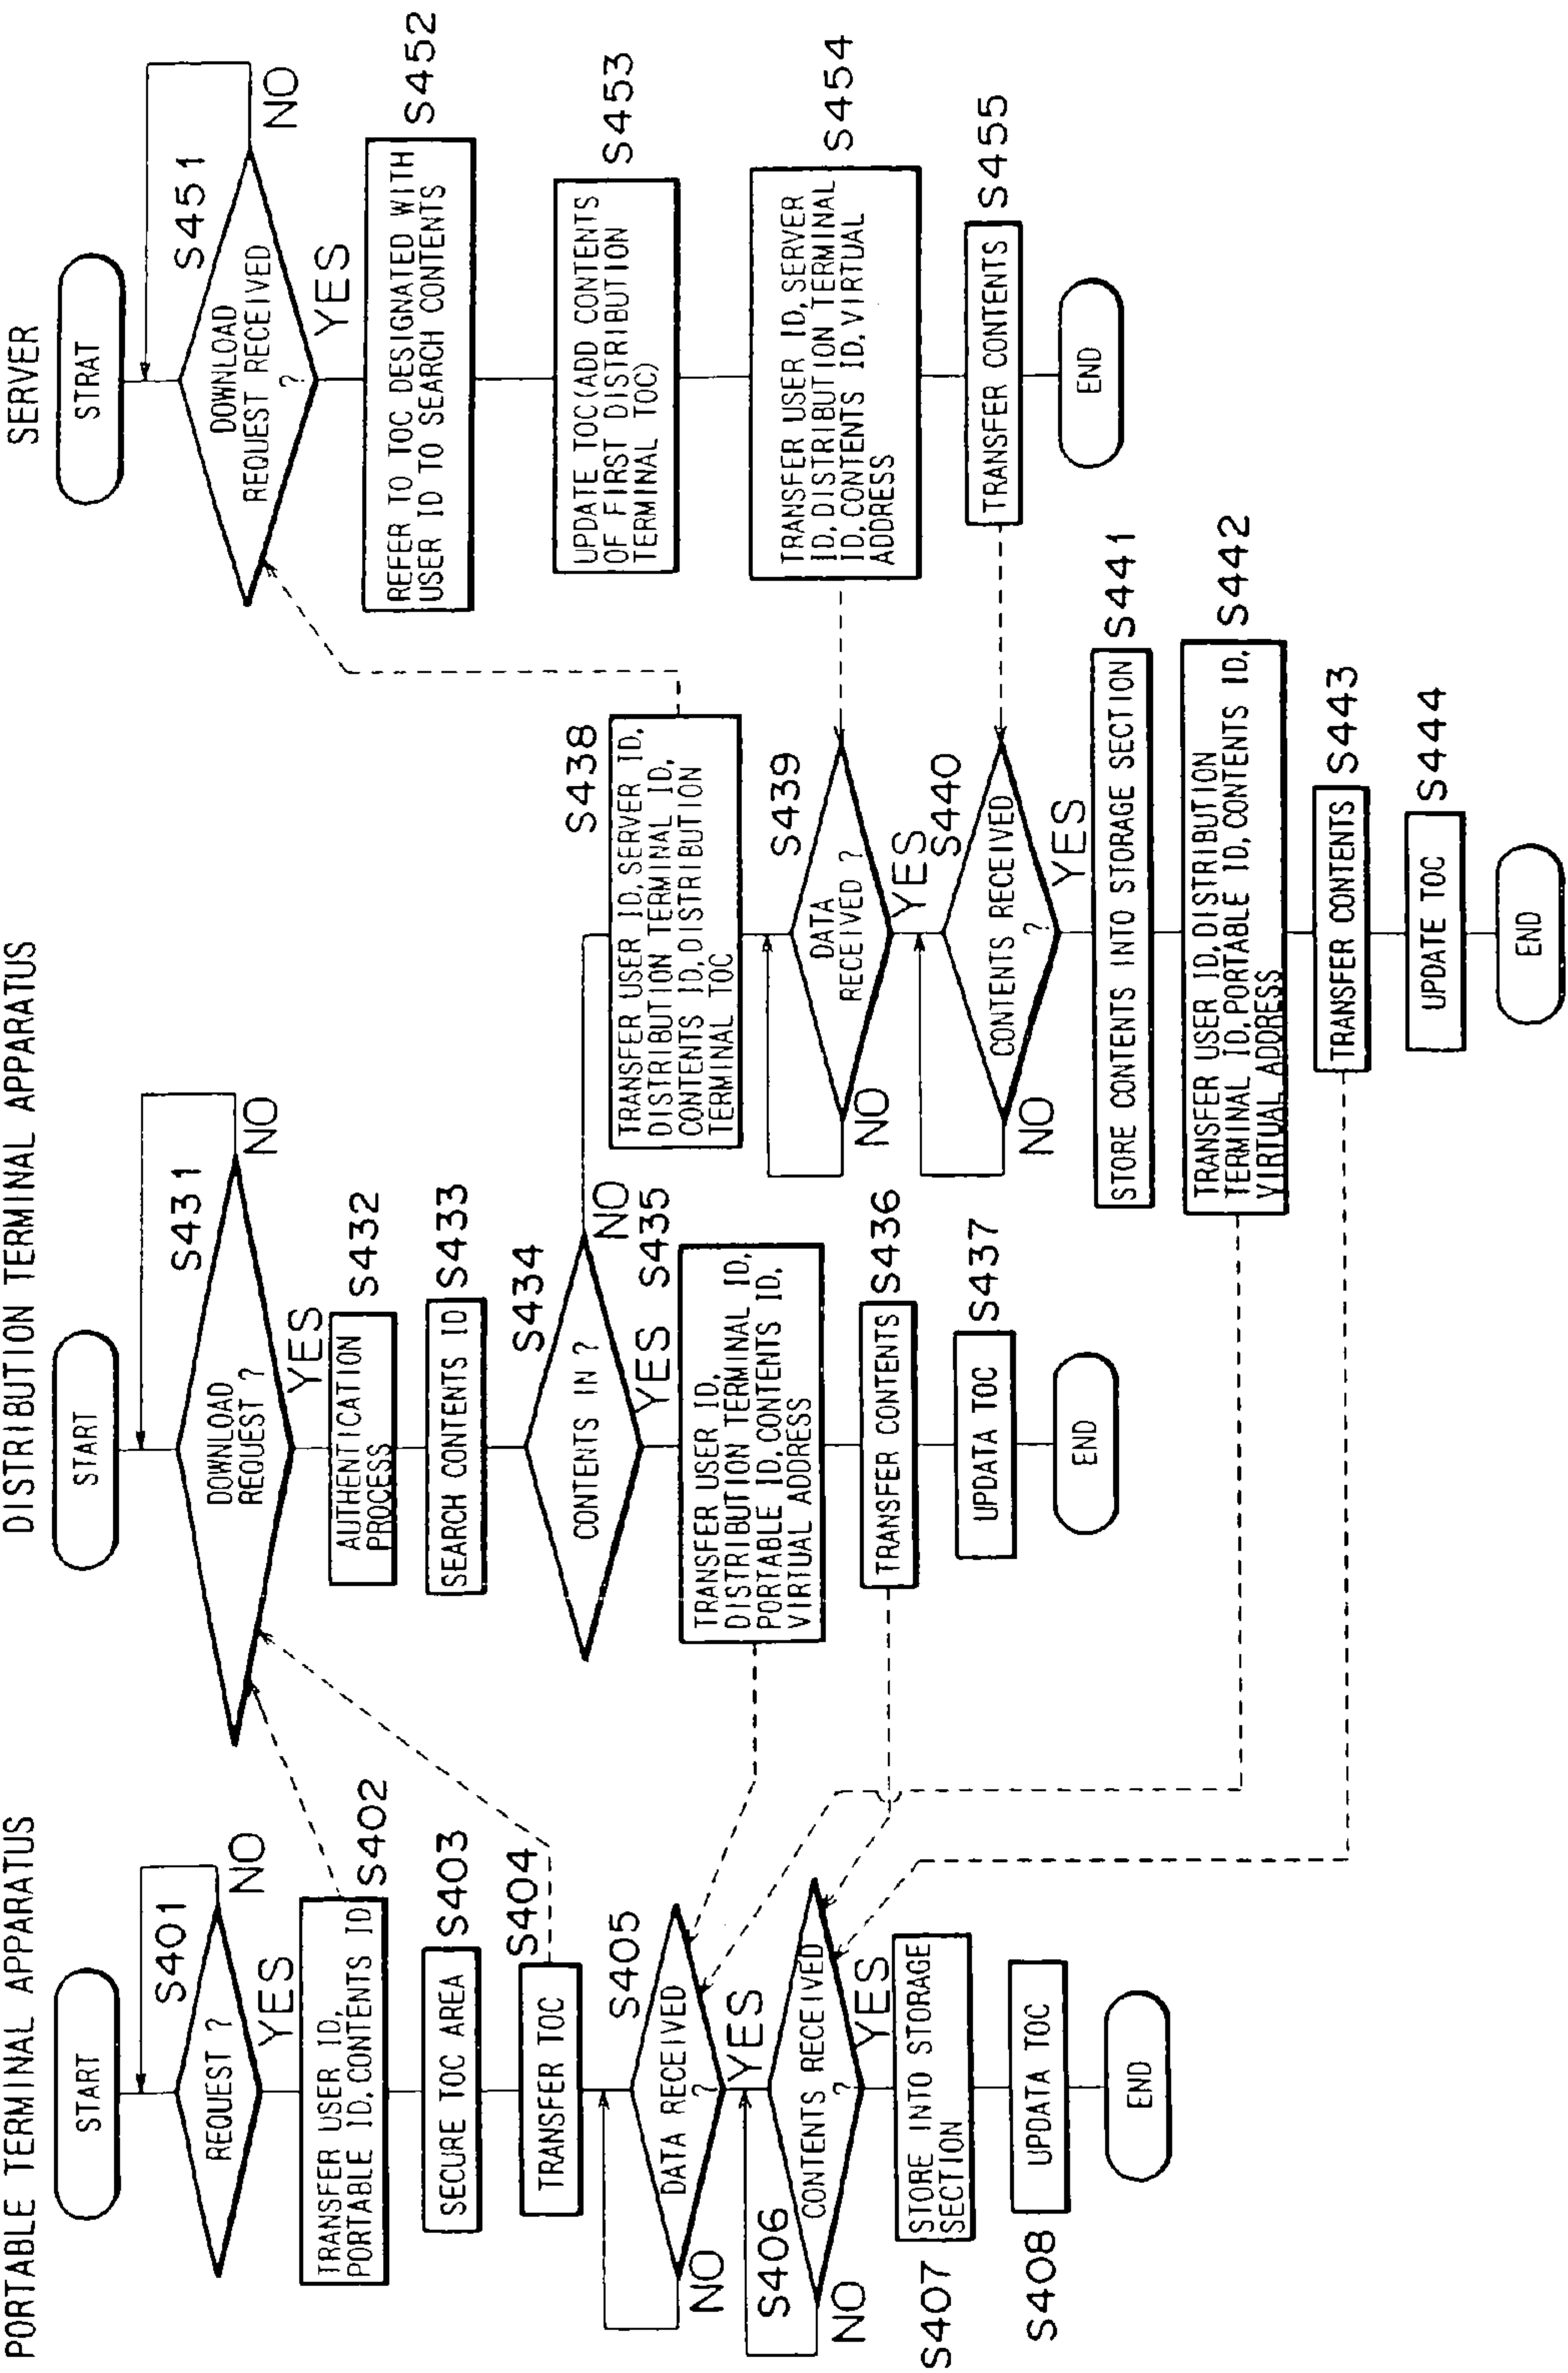 PORTABLE TERMINAL APPARATUS
START
S401
REQUEST ?
NO
YES
TRANSFER USER ID,
PORTABLE ID,CONTENTS ID
S402
SECURE TOC AREA
S403
TRANSFER TOC
S404
S405
DATA RECEIVED
?
NO
YES
S406
CONTENTS RECEIVED
?
NO
YES
S407
STORE INTO STORAGE
SECTION
S408
UPDATA TOC
END
DISTRIBUTION TERMINAL APPARATUS
START
S431
DOWNLOAD
REQUEST ?
NO
YES
AUTHENTICATION
PROCESS
S432
SEARCH CONTENTS ID
S433
S434
CONTENTS IN ?
NO
YES
S435
TRANSFER USER ID,
DISTRIBUTION TERMINAL ID,
PORTABLE ID,CONTENTS ID,
VIRTUAL ADDRESS
TRANSFER CONTENTS
S436
UPDATA TOC
S437
END
S438
TRANSFER USER ID,SERVER ID,
DISTRIBUTION TERMINAL ID,
CONTENTS ID,DISTRIBUTION
TERMINAL TOC
S439
DATA
RECEIVED ?
NO
YES
S440
CONTENTS RECEIVED
?
NO
YES
STORE CONTENTS INTO STORAGE SECTION
S441
TRANSFER USER ID,DISTRIBUTION
TERMINAL ID,PORTABLE ID,CONTENTS ID,
VIRTUAL ADDRESS
S442
TRANSFER CONTENTS
S443
UPDATE TOC
S444
END
SERVER
STRAT
S451
DOWNLOAD
REQUEST RECEIVED
?
NO
YES
REFER TO TOC DESIGNATED WITH
USER ID TO SEARCH CONTENTS
S452
UPDATE TOC(ADD CONTENTS
OF FIRST DISTRIBUTION
TERMINAL TOC)
S453
TRANSFER USER ID,SERVER
ID,DISTRIBUTION TERMINAL
ID,CONTENTS ID,VIRTUAL
ADDRESS
S454
TRANSFER CONTENTS
S455
END